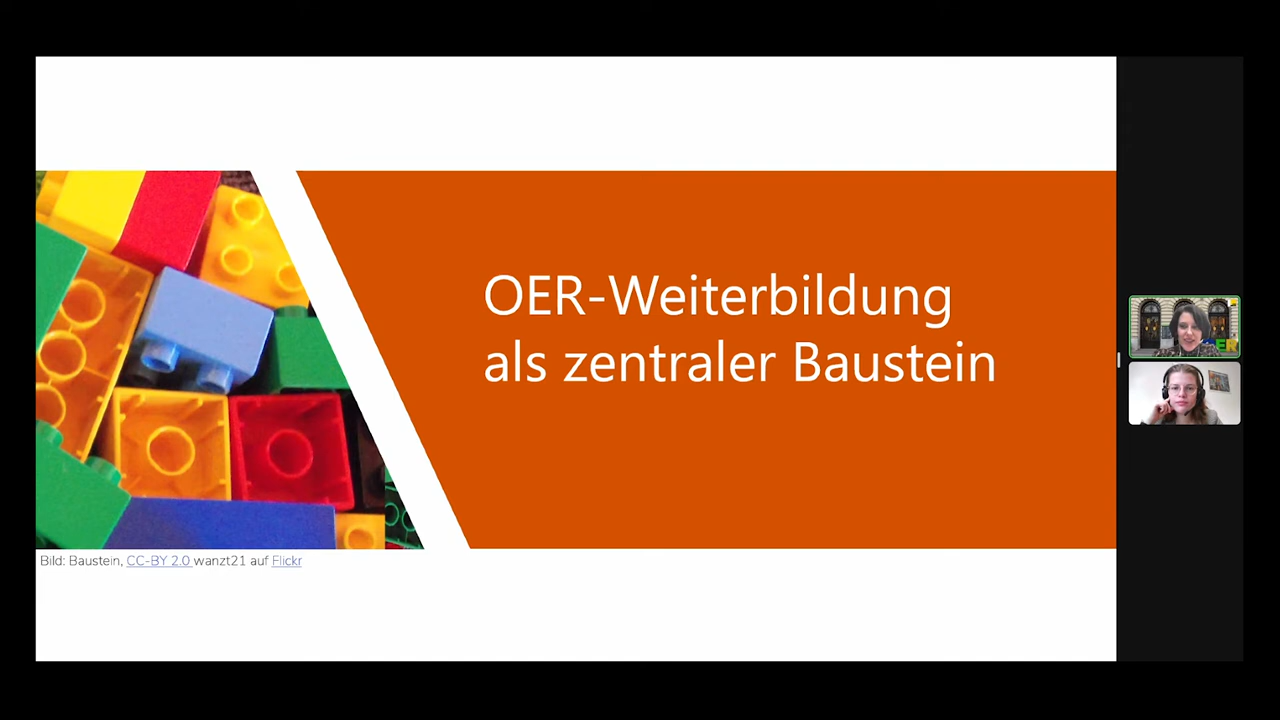 OER-Weiterbildung
als zentraler Baustein
Bild: Baustein, CC-BY 2.0 wanzt21 auf Flickr